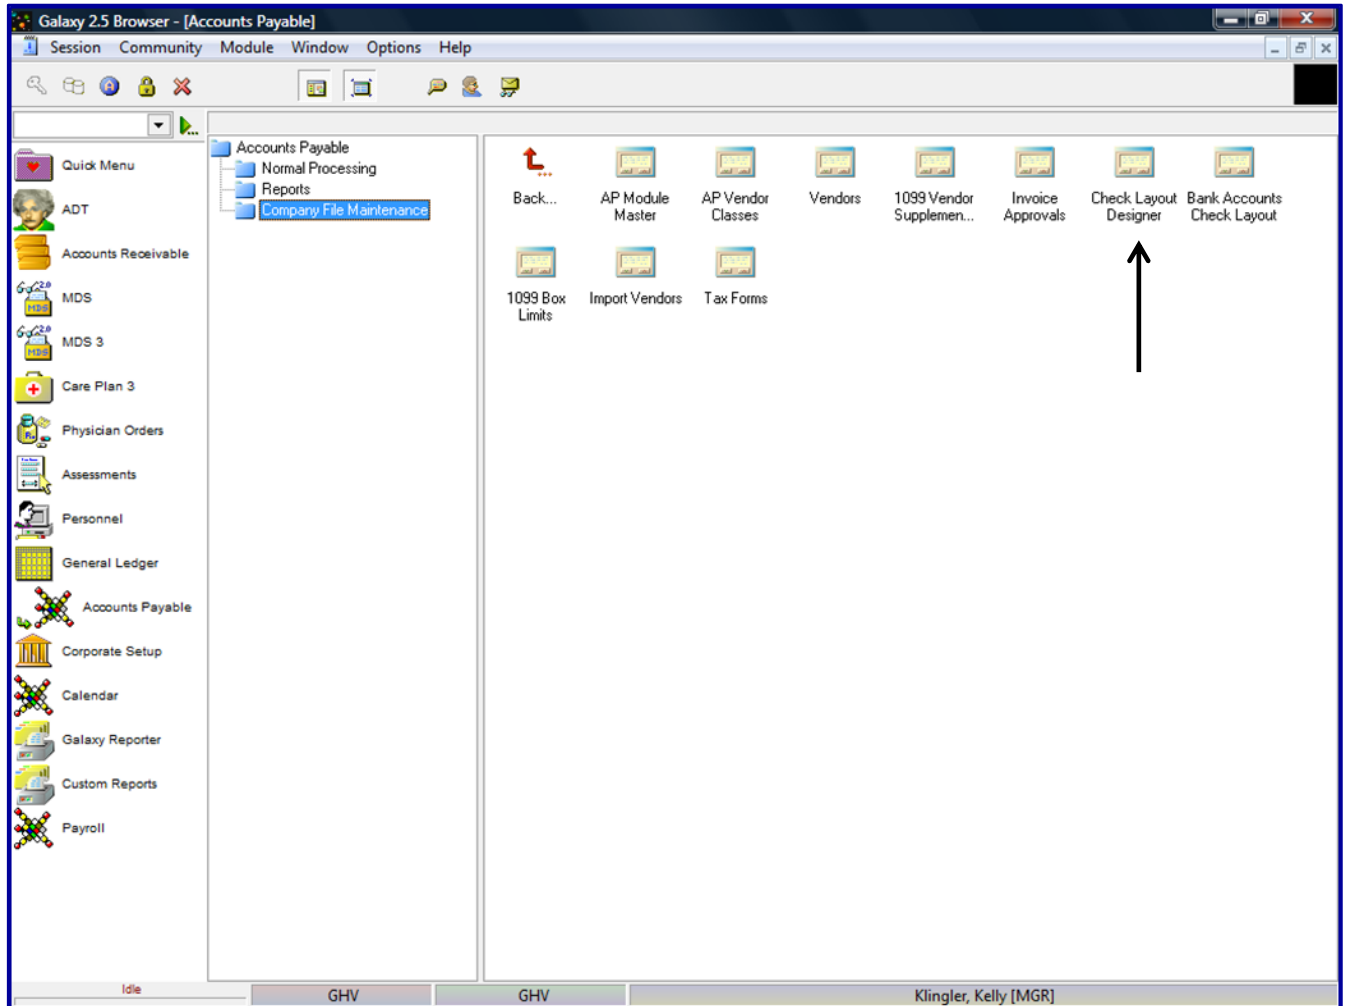 Galaxy 2.5 Browser - [Accounts Payable]
Session Community Module Window Options Help
Quick Menu
ADT
Accounts Receivable
MDS
MDS 3
Care Plan 3
Physician Orders
Assessments
Personnel
General Ledger
Accounts Payable
Corporate Setup
Calendar
Galaxy Reporter
Custom Reports
Payroll
Accounts Payable
Normal Processing
Reports
Company File Maintenance
Back...
AP Module
Master
AP Vendor
Classes
Vendors
1099 Vendor
Supplemen...
Invoice
Approvals
Check Layout
Designer
Bank Accounts
Check Layout
1099 Box
Limits
Import Vendors
Tax Forms
Idle
GHV
GHV
Klingler, Kelly [MGR]